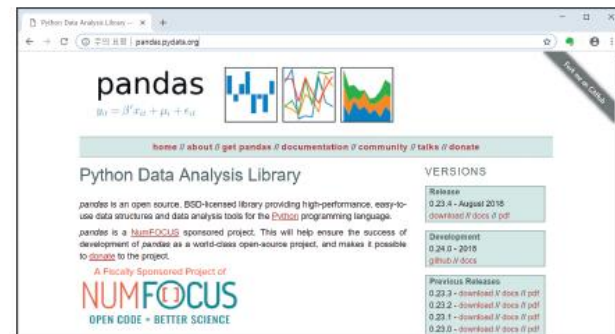 Python Data Analysis Library —
주의 요함 | pandas.pydata.org
Fork me on GitHub
pandas
yit = β′xit + μi + ϵit
home // about // get pandas // documentation // community // talks // donate
Python Data Analysis Library
pandas is an open source, BSD-licensed library providing high-performance, easy-to-
use data structures and data analysis tools for the Python programming language.
pandas is a NumFOCUS sponsored project. This will help ensure the success of
development of pandas as a world-class open-source project, and makes it possible
to donate to the project.
A Fiscally Sponsored Project of
NUMFOCUS
OPEN CODE = BETTER SCIENCE
VERSIONS
Release
0.23.4 - August 2018
download // docs // pdf
Development
0.24.0 - 2018
github // docs
Previous Releases
0.23.3 - download // docs // pdf
0.23.2 - download // docs // pdf
0.23.1 - download // docs // pdf
0.23.0 - download // docs // pdf